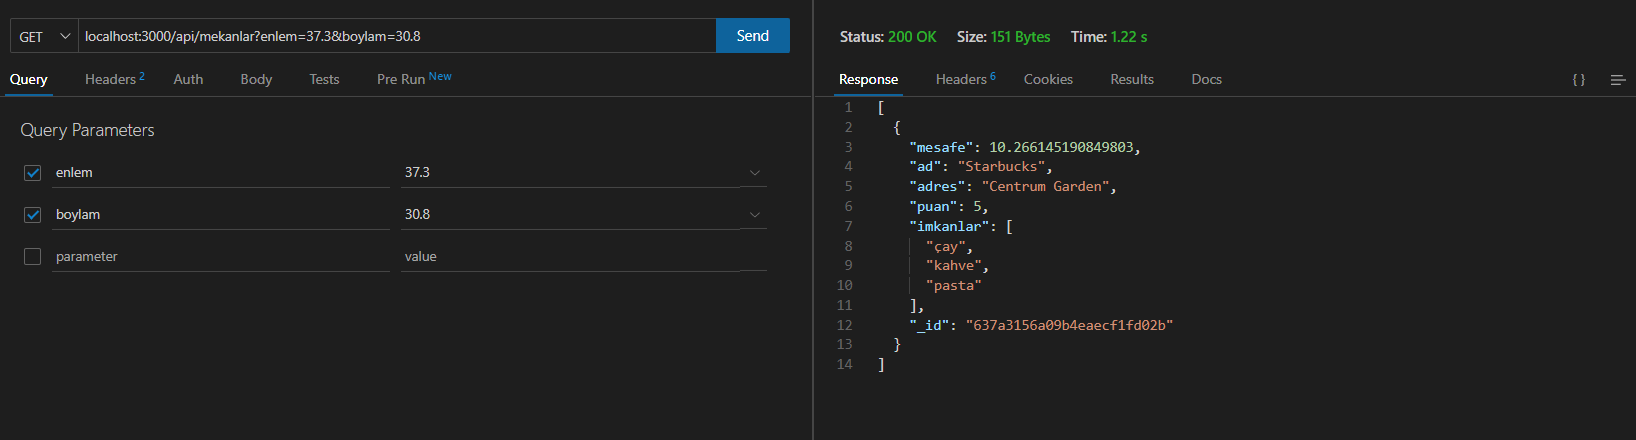 GET localhost:3000/api/mekanlar?enlem=37.3&boylam=30.8 Send
Query Headers 2 Auth Body Tests Pre Run New
Query Parameters
enlem 37.3
boylam 30.8
parameter value
Status: 200 OK Size: 151 Bytes Time: 1.22 s
Response Headers 6 Cookies Results Docs {}
1 [
2 {
3 "mesafe": 10.266145190849803,
4 "ad": "Starbucks",
5 "adres": "Centrum Garden",
6 "puan": 5,
7 "imkanlar": [
8 "çay",
9 "kahve",
10 "pasta"
11 ],
12 "_id": "637a3156a09b4eaecf1fd02b"
13 }
14 ]